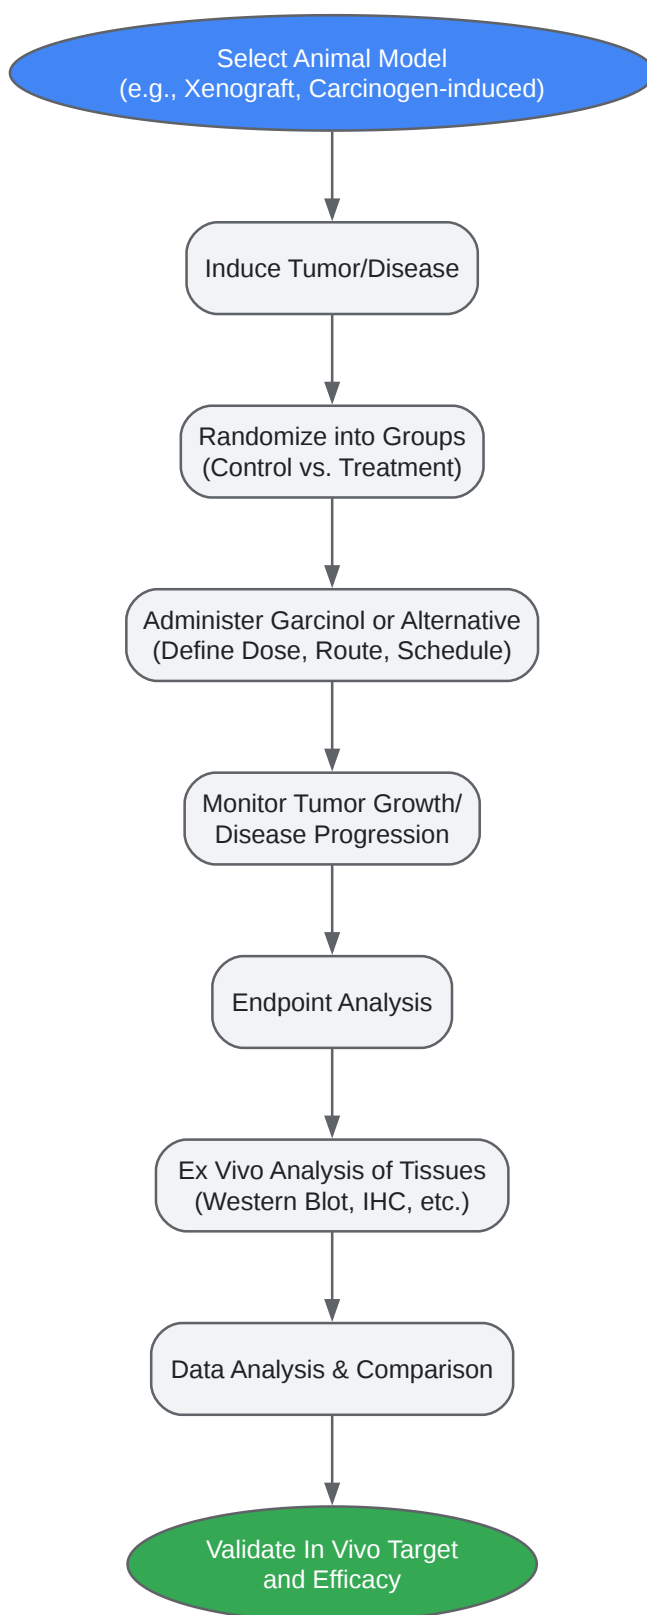 Select Animal Model
(e.g., Xenograft, Carcinogen-induced)
Induce Tumor/Disease
Randomize into Groups
(Control vs. Treatment)
Administer Garcinol or Alternative
(Define Dose, Route, Schedule)
Monitor Tumor Growth/
Disease Progression
Endpoint Analysis
Ex Vivo Analysis of Tissues
(Western Blot, IHC, etc.)
Data Analysis & Comparison
Validate In Vivo Target
and Efficacy